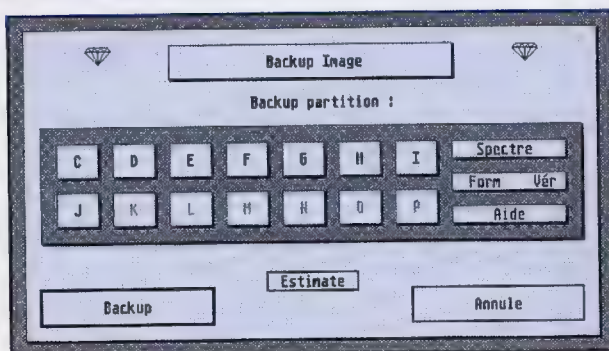 Backup Image
Backup partition :
C D E F G H I Spectre
Form Vér
J K L M N O P Aide
Estimate
Backup Annule